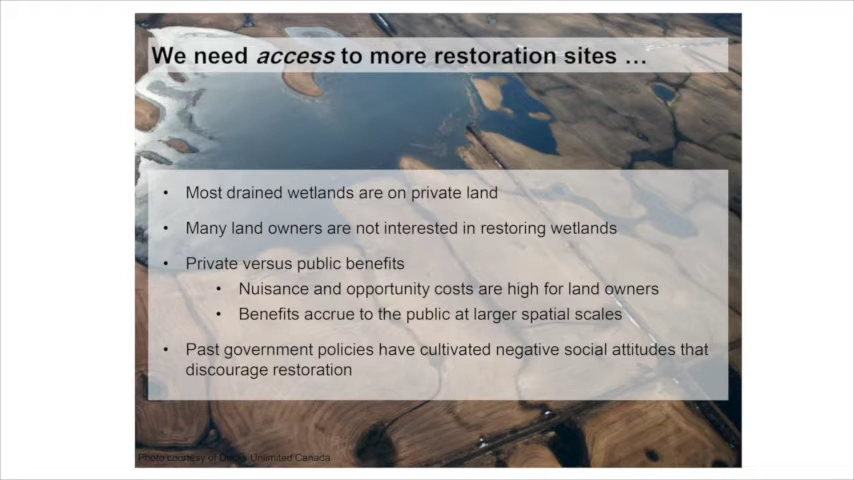 We need access to more restoration sites …
• Most drained wetlands are on private land
• Many land owners are not interested in restoring wetlands
• Private versus public benefits
• Nuisance and opportunity costs are high for land owners
• Benefits accrue to the public at larger spatial scales
• Past government policies have cultivated negative social attitudes that
discourage restoration
Photo courtesy of Ducks Unlimited Canada